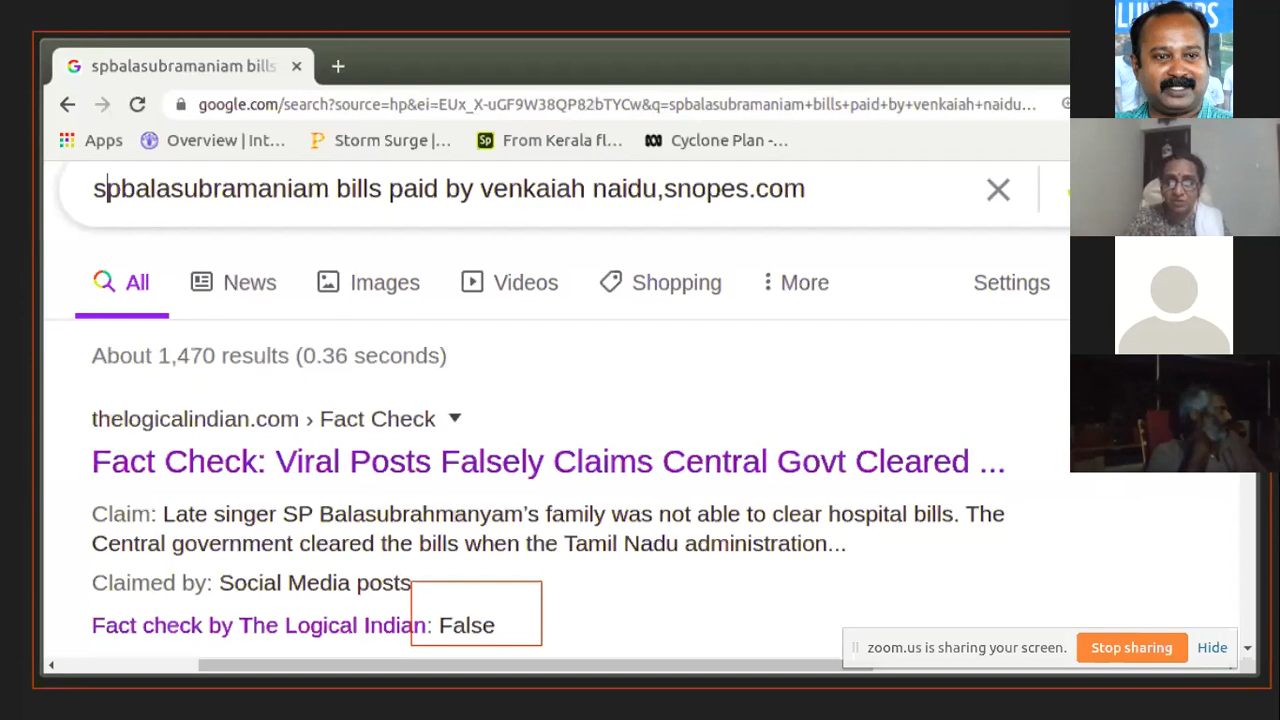 spbalasubramaniam bills
google.com/search?source=hp&ei=EUx_X-uGF9W38QP82bTYCw&q=spbalasubramaniam+bills+paid+by+venkaiah+naidu...
Apps Overview | Int... Storm Surge |... Sp From Kerala fl... Cyclone Plan -...
spbalasubramaniam bills paid by venkaiah naidu,snopes.com
All News Images Videos Shopping More Settings
About 1,470 results (0.36 seconds)
thelogicalindian.com › Fact Check
Fact Check: Viral Posts Falsely Claims Central Govt Cleared ...
Claim: Late singer SP Balasubrahmanyam’s family was not able to clear hospital bills. The
Central government cleared the bills when the Tamil Nadu administration...
Claimed by: Social Media posts
Fact check by The Logical Indian: False
zoom.us is sharing your screen. Stop sharing Hide